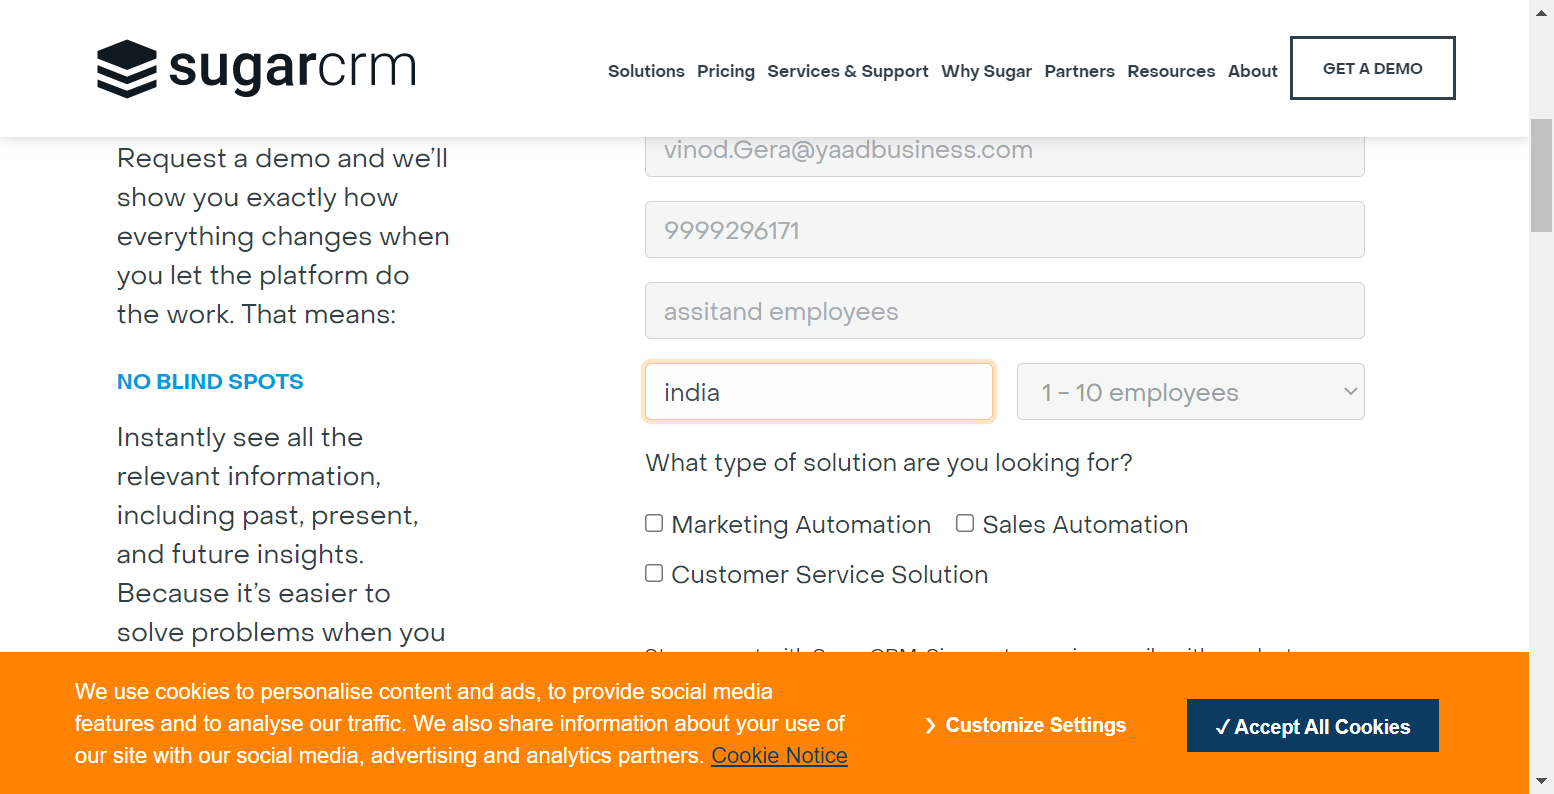 sugarcrm
Solutions Pricing Services & Support Why Sugar Partners Resources About GET A DEMO
Request a demo and we'll
show you exactly how
everything changes when
you let the platform do
the work. That means:
NO BLIND SPOTS
Instantly see all the
relevant information,
including past, present,
and future insights.
Because it's easier to
solve problems when you
vinod.Gera@yaadbusiness.com
9999296171
assitand employees
india 1 - 10 employees
What type of solution are you looking for?
Marketing Automation Sales Automation
Customer Service Solution
We use cookies to personalise content and ads, to provide social media
features and to analyse our traffic. We also share information about your use of
our site with our social media, advertising and analytics partners. Cookie Notice
Customize Settings
✓ Accept All Cookies